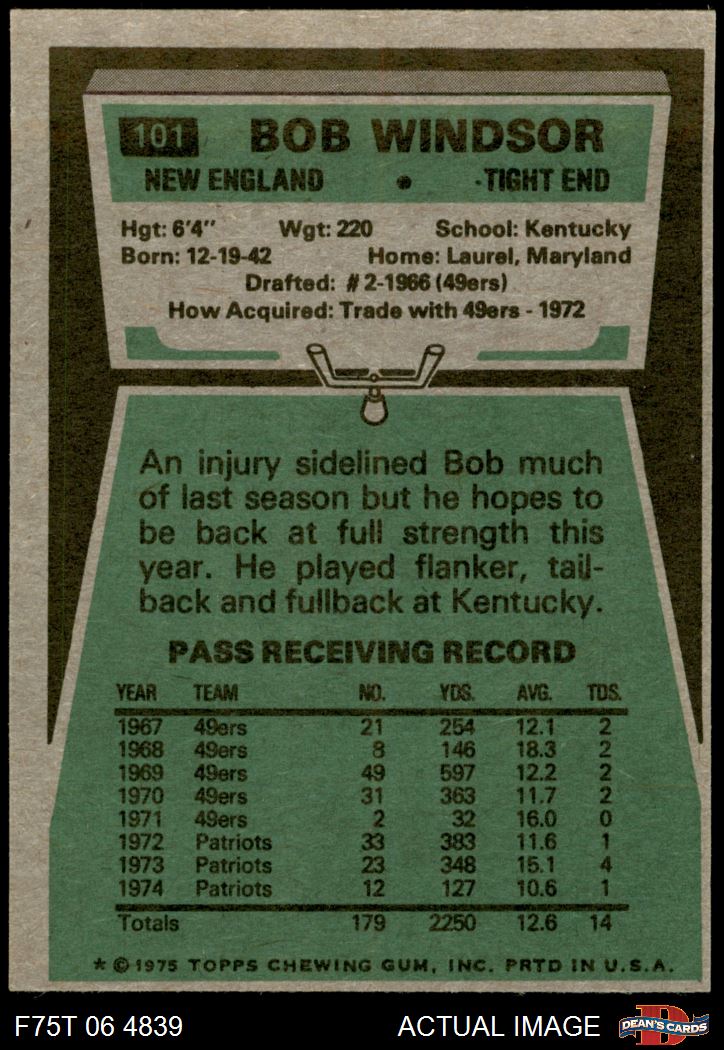 101 BOB WINDSOR
NEW ENGLAND • TIGHT END
Hgt: 6'4" Wgt: 220 School: Kentucky
Born: 12-19-42 Home: Laurel, Maryland
Drafted: #2-1966 (49ers)
How Acquired: Trade with 49ers - 1972
An injury sidelined Bob much
of last season but he hopes to
be back at full strength this
year. He played flanker, tail-
back and fullback at Kentucky.
PASS RECEIVING RECORD
YEAR TEAM NO. YDS. AVG. TDS.
1967 49ers 21 254 12.1 2
1968 49ers 8 146 18.3 2
1969 49ers 49 597 12.2 2
1970 49ers 31 363 11.7 2
1971 49ers 2 32 16.0 0
1972 Patriots 33 383 11.6 1
1973 Patriots 23 348 15.1 4
1974 Patriots 12 127 10.6 1
Totals 179 2250 12.6 14
* © 1975 TOPPS CHEWING GUM, INC. PRTD IN U.S.A.
F75T 06 4839 ACTUAL IMAGE D DEAN'S CARDS